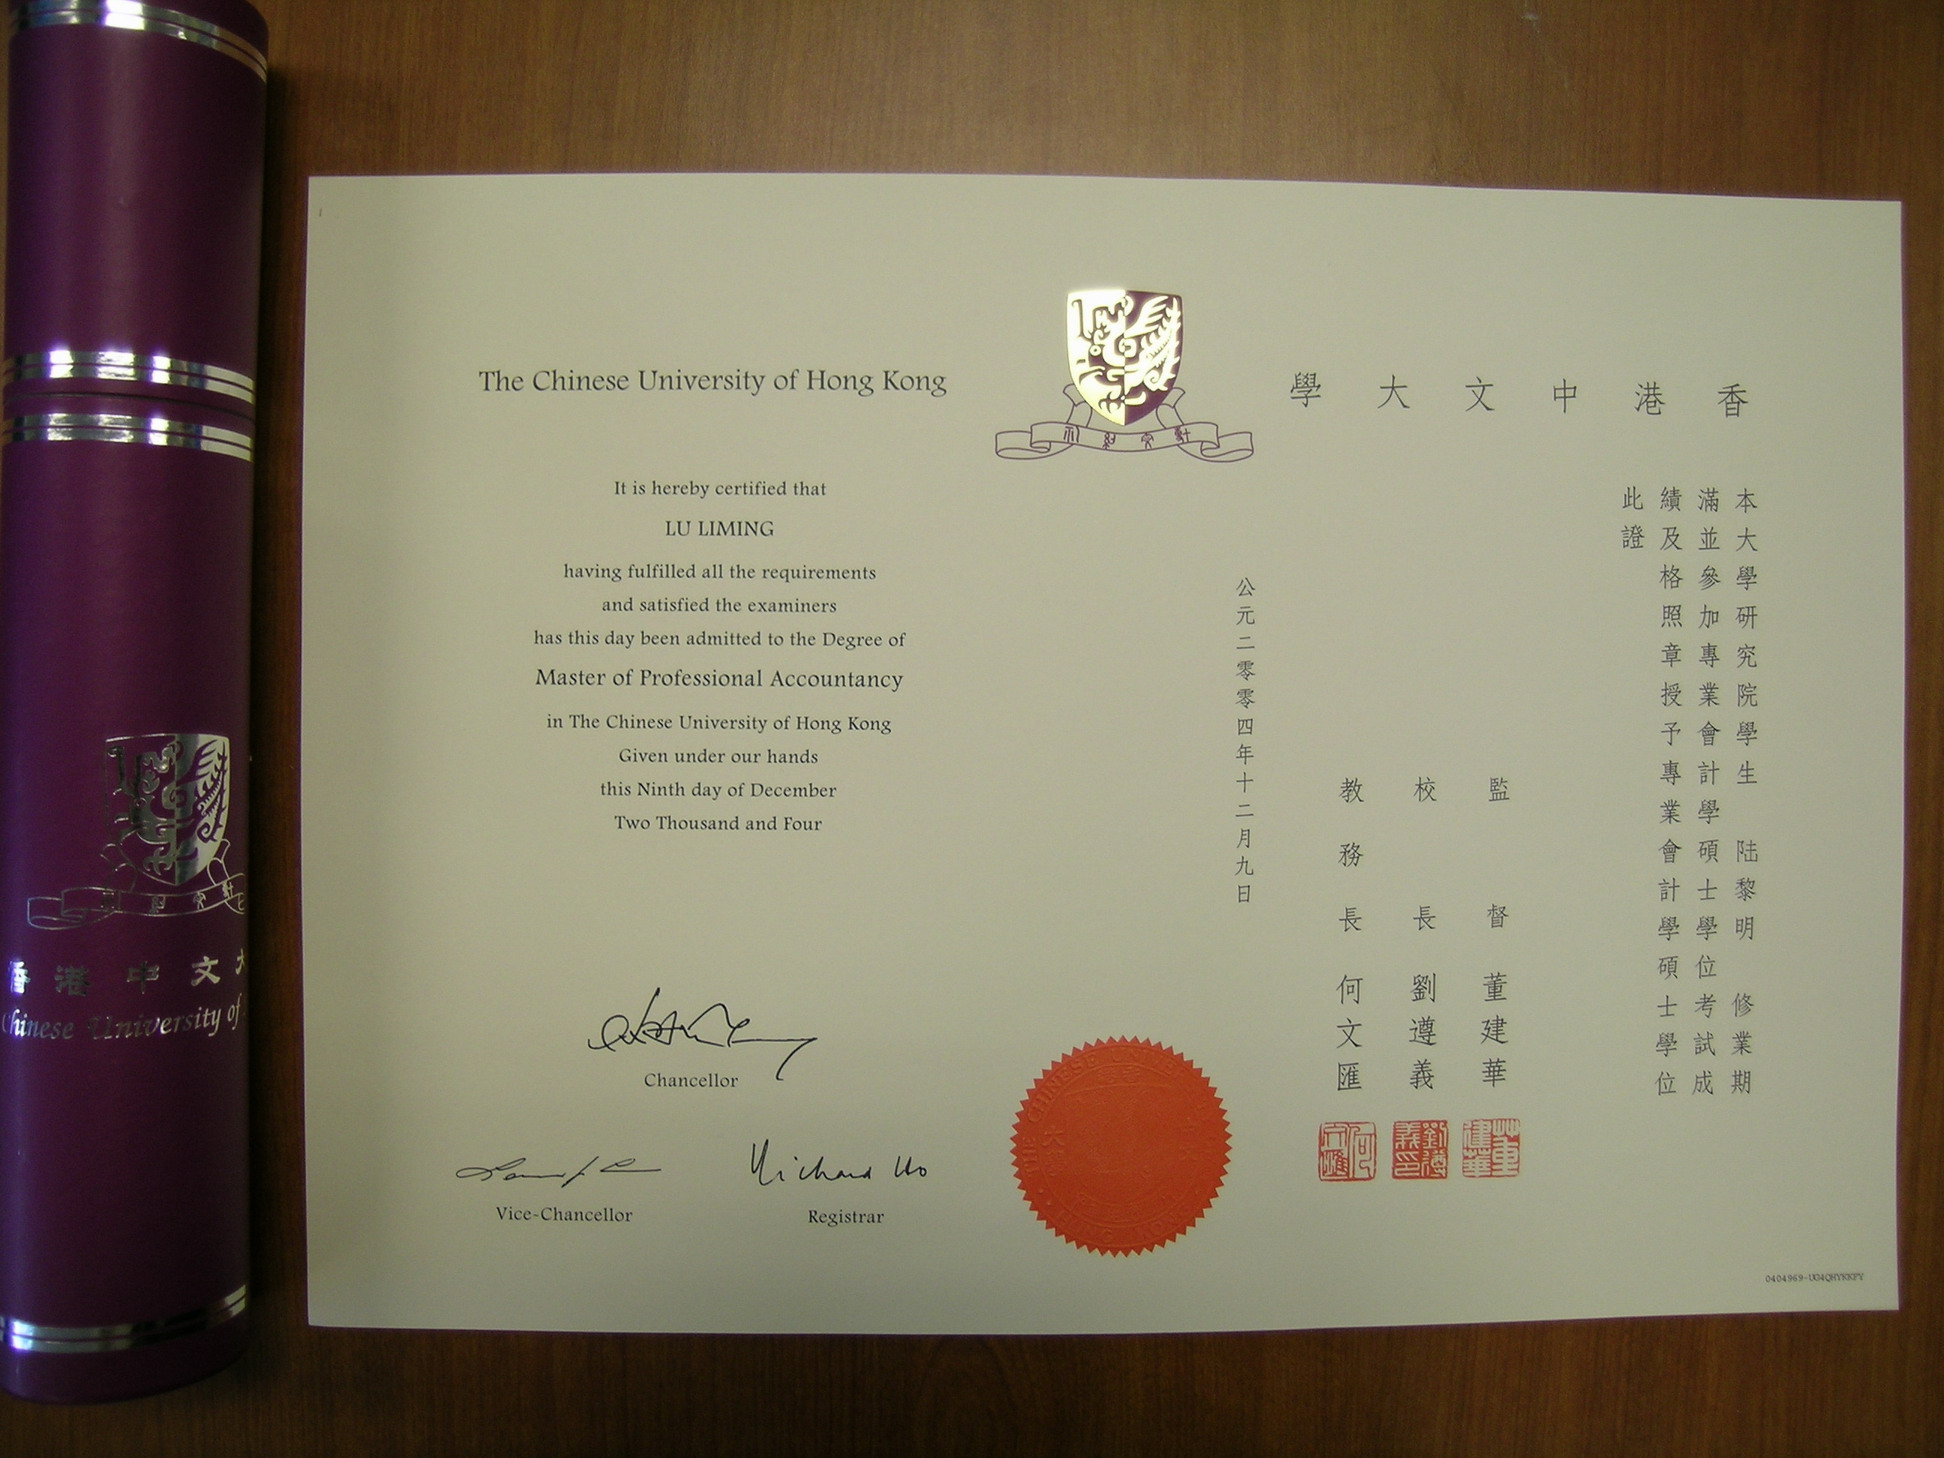 The Chinese University of Hong Kong
It is hereby certified that
LU LIMING
having fulfilled all the requirements
and satisfied the examiners
has this day been admitted to the Degree of
Master of Professional Accountancy
in The Chinese University of Hong Kong
Given under our hands
this Ninth day of December
Two Thousand and Four
Chancellor
Richard Ho
Vice-Chancellor
Registrar
香港中文大學
本大學研究院學生 陸黎明 修業期
滿並參加專業會計學碩士學位考試成
績及格照章授予專業會計學碩士學位
此證
監督 董建華
校長 劉遵義
教務長 何文匯
公元二零零四年十二月九日
香港中文大
Chinese University of